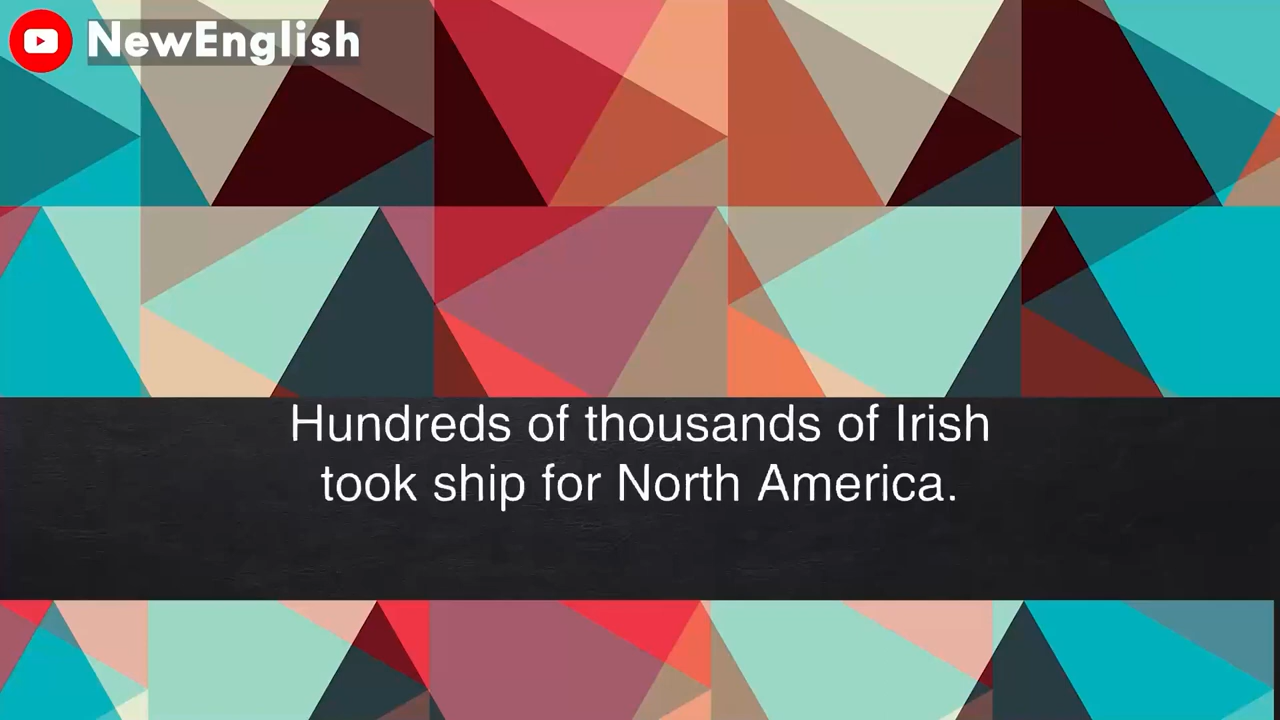 NewEnglish
Hundreds of thousands of Irish
took ship for North America.